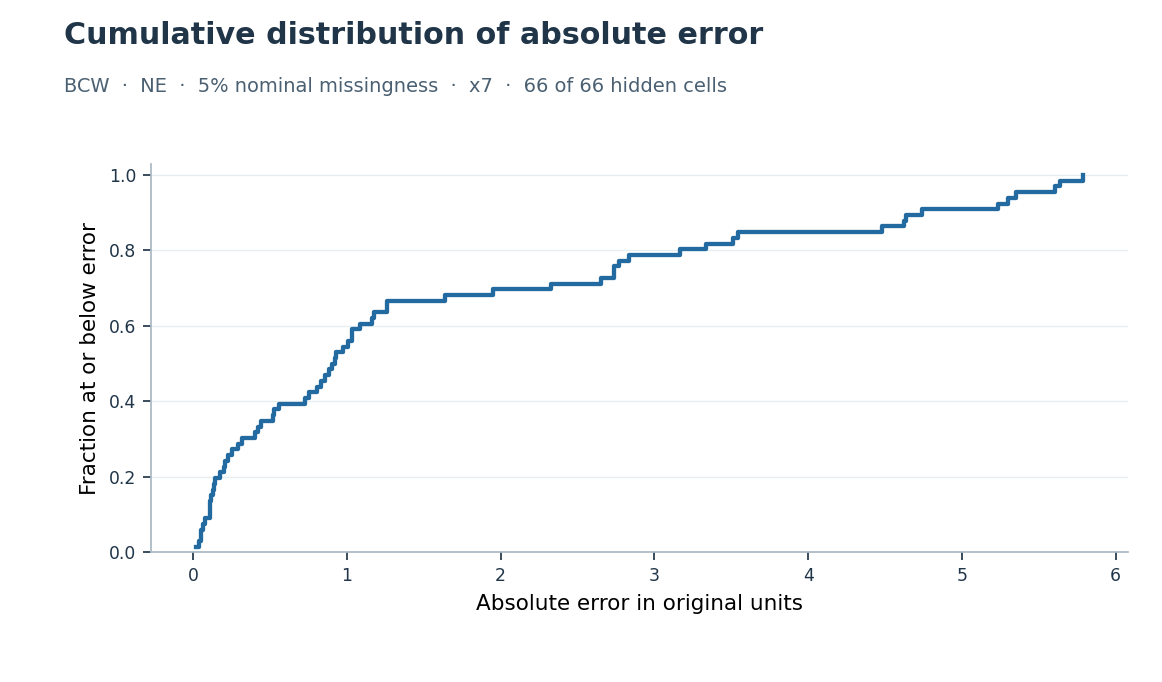 Cumulative distribution of absolute error
BCW · NE · 5% nominal missingness · x7 · 66 of 66 hidden cells
Fraction at or below error
1.0
0.8
0.6
0.4
0.2
0.0
0 1 2 3 4 5 6
Absolute error in original units